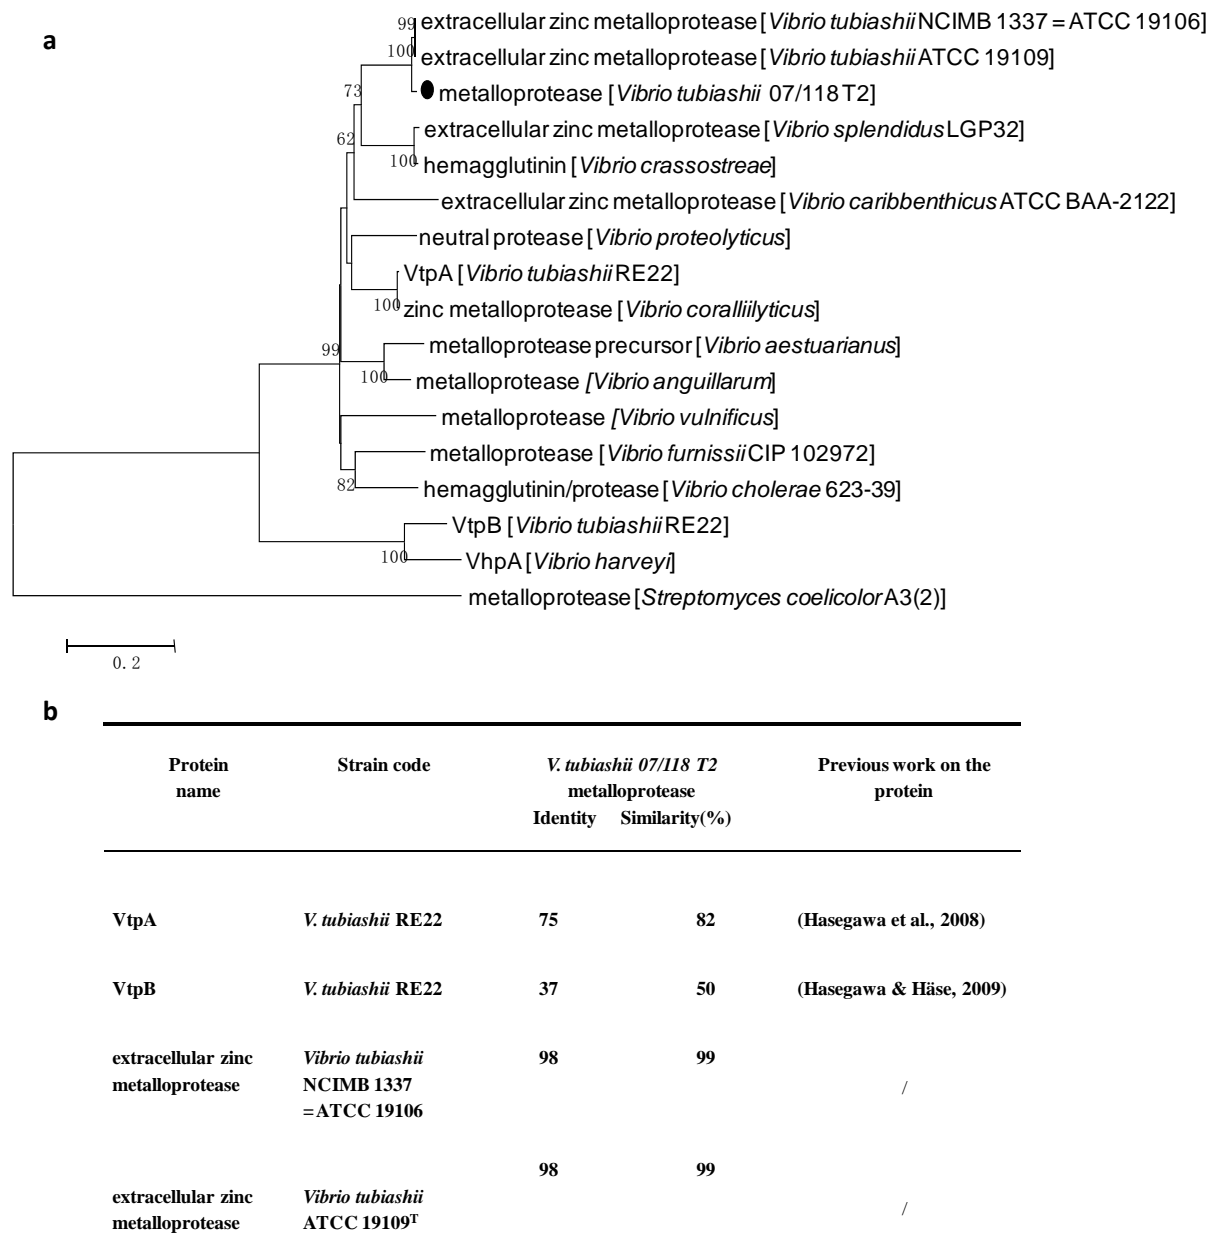 a
99
extracellular zinc metalloprotease [Vibrio tubiashii NCIMB 1337 = ATCC 19106]
100
extracellular zinc metalloprotease [Vibrio tubiashii ATCC 19109]
73
metalloprotease [Vibrio tubiashii 07/118 T2]
extracellular zinc metalloprotease [Vibrio splendidus LGP32]
62
100
hemagglutinin [Vibrio crassostreae]
extracellular zinc metalloprotease [Vibrio caribbenthicus ATCC BAA-2122]
neutral protease [Vibrio proteolyticus]
VtpA [Vibrio tubiashii RE22]
100
zinc metalloprotease [Vibrio coralliilyticus]
99
metalloprotease precursor [Vibrio aestuarianus]
100
metalloprotease [Vibrio anguillarum]
metalloprotease [Vibrio vulnificus]
metalloprotease [Vibrio furnissii CIP 102972]
82
hemagglutinin/protease [Vibrio cholerae 623-39]
VtpB [Vibrio tubiashii RE22]
100
VhpA [Vibrio harveyi]
metalloprotease [Streptomyces coelicolor A3(2)]
0.2
b
Protein name
Strain code
V. tubiashii 07/118 T2
metalloprotease
Identity Similarity(%)
Previous work on the
protein
VtpA V. tubiashii RE22 75 82 (Hasegawa et al., 2008)
VtpB V. tubiashii RE22 37 50 (Hasegawa & Häse, 2009)
extracellular zinc Vibrio tubiashii 98 99
metalloprotease NCIMB 1337 /
= ATCC 19106
98 99
extracellular zinc Vibrio tubiashii
metalloprotease ATCC 19109ᵀ /